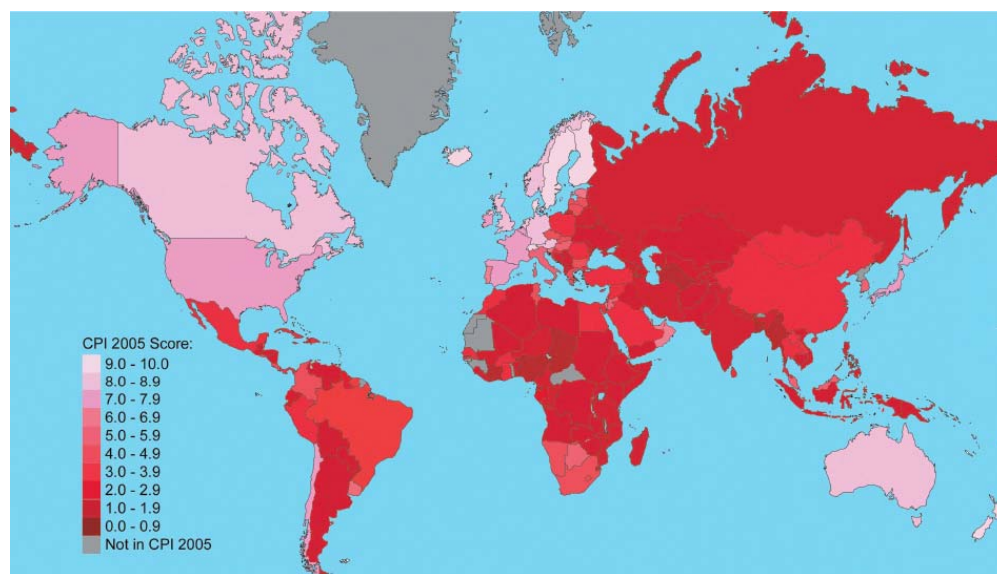 CPI 2005 Score:
9.0 - 10.0
8.0 - 8.9
7.0 - 7.9
6.0 - 6.9
5.0 - 5.9
4.0 - 4.9
3.0 - 3.9
2.0 - 2.9
1.0 - 1.9
0.0 - 0.9
Not in CPI 2005